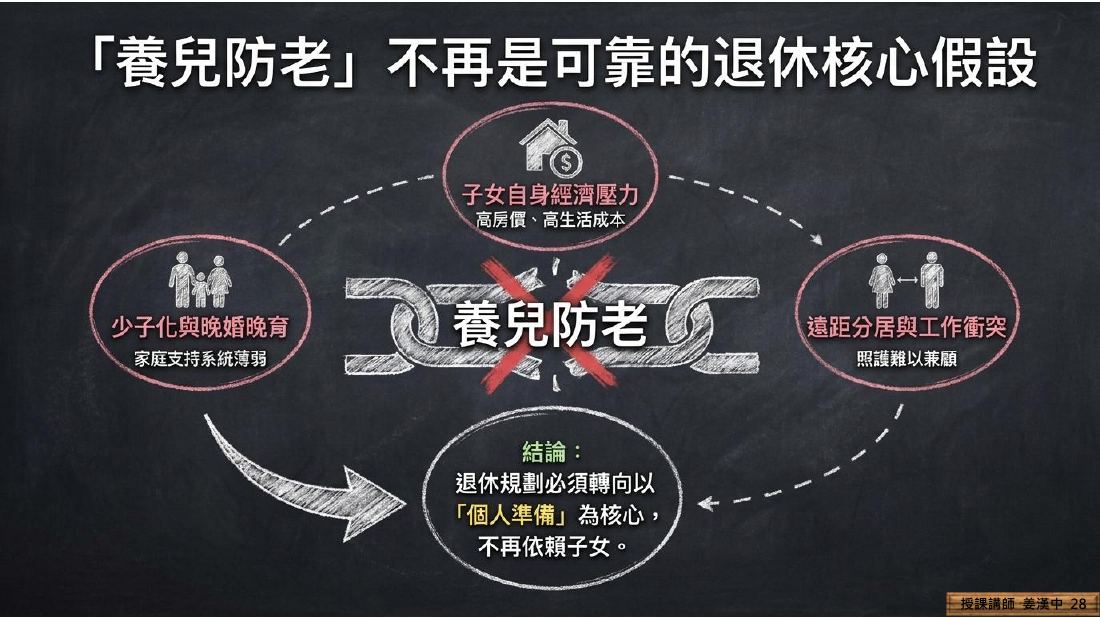 「養兒防老」不再是可靠的退休核心假設
子女自身經濟壓力
高房價、高生活成本
少子化與晚婚晚育
家庭支持系統薄弱
養兒防老
遠距分居與工作衝突
照護難以兼顧
結論：
退休規劃必須轉向以
「個人準備」為核心，
不再依賴子女。
授課講師 姜漢中 28